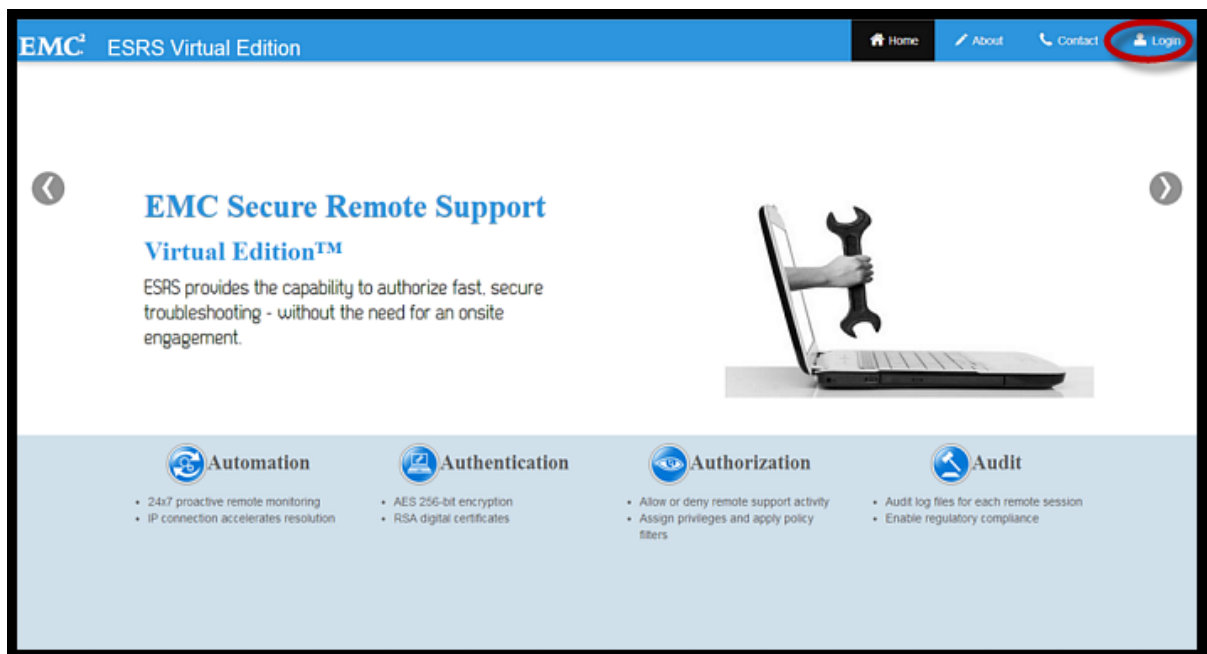 EMC² ESRS Virtual Edition
Home About Contact Login
EMC Secure Remote Support
Virtual Edition™
ESRS provides the capability to authorize fast, secure
troubleshooting - without the need for an onsite
engagement.
Automation
• 24x7 proactive remote monitoring
• IP connection accelerates resolution
Authentication
• AES 256-bit encryption
• RSA digital certificates
Authorization
• Allow or deny remote support activity
• Assign privileges and apply policy
filters
Audit
• Audit log files for each remote session
• Enable regulatory compliance